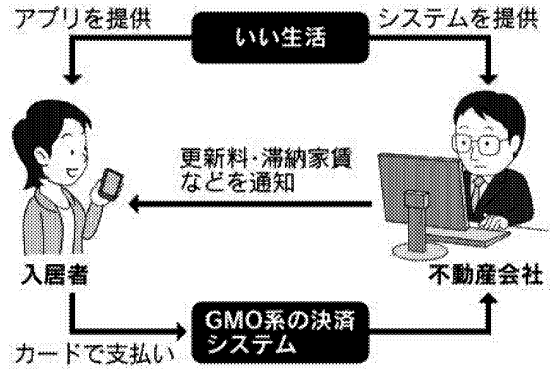 アプリを提供
いい生活
システムを提供
更新料・滞納家賃
などを通知
入居者
不動産会社
GMO系の決済
システム
カードで支払い